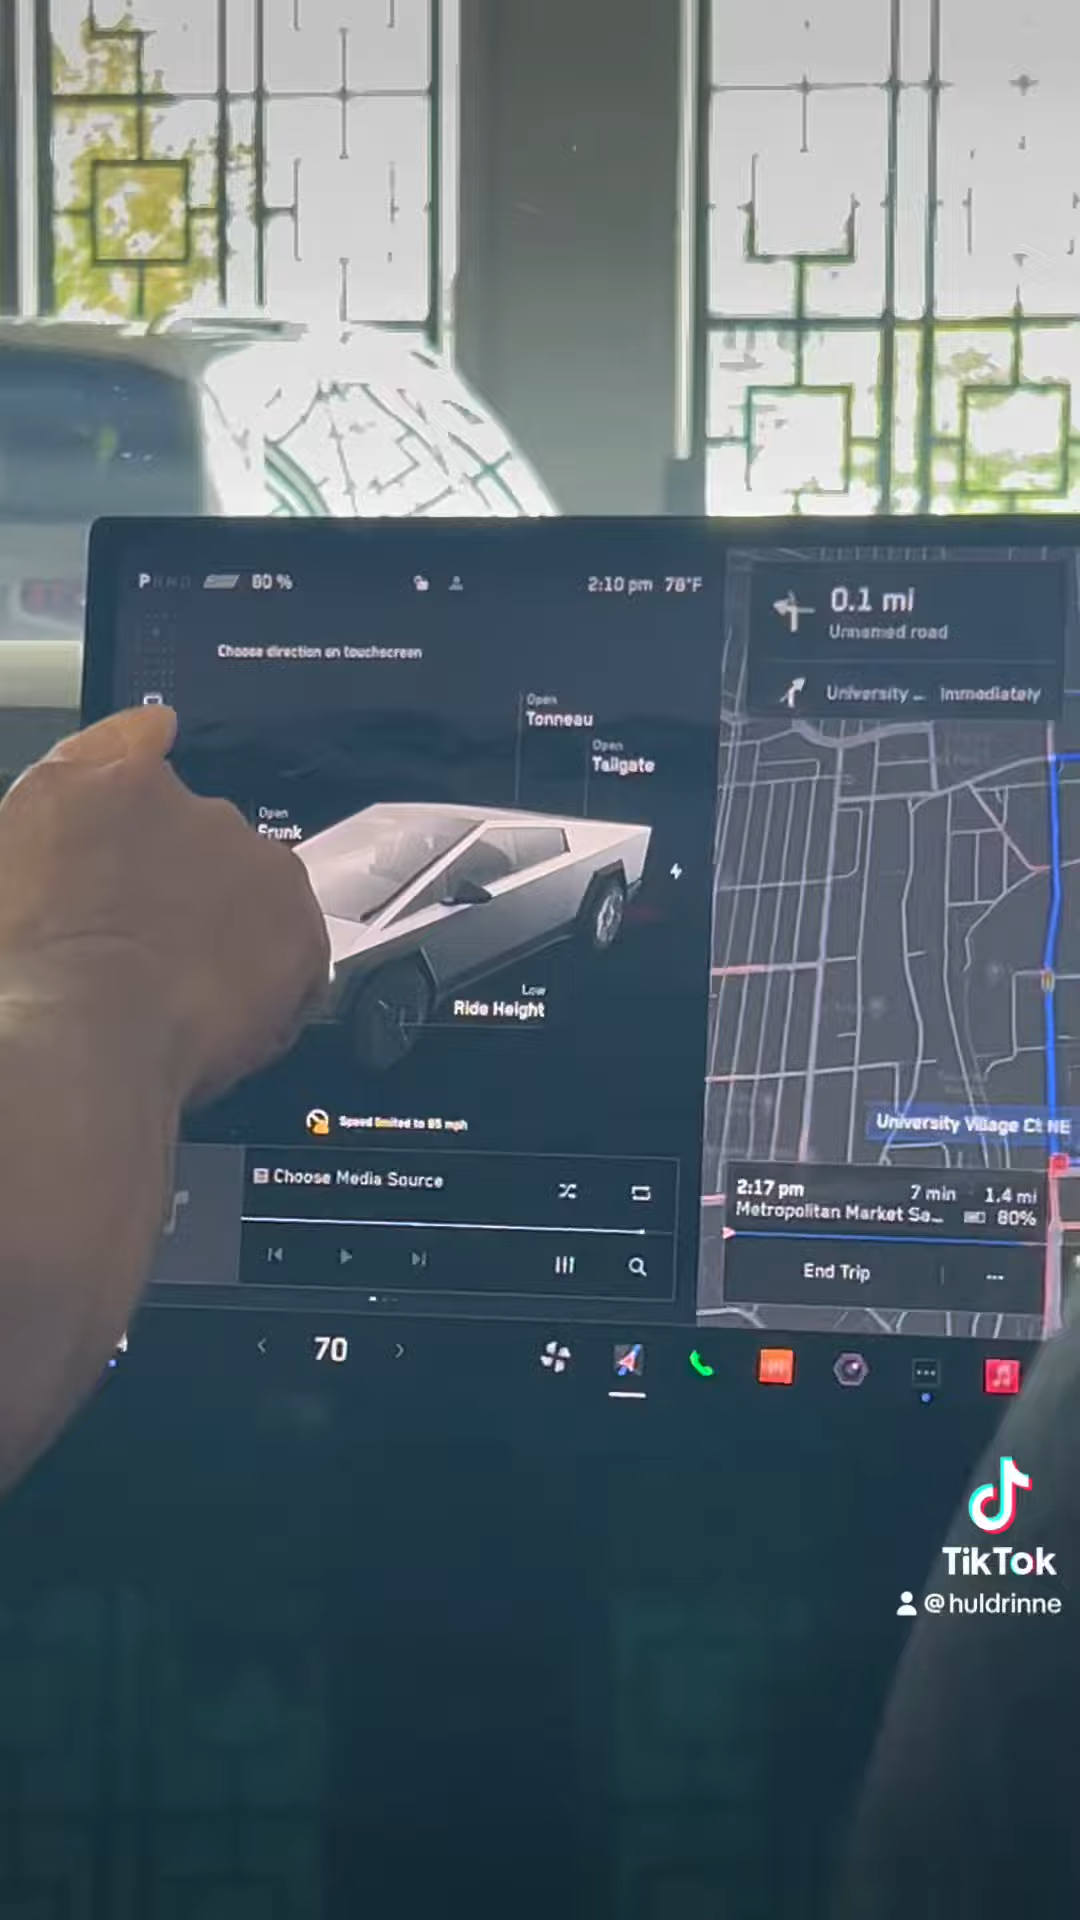 P R N D 80 % 2:10 pm 78°F
Choose direction on touchscreen
Open
Tonneau
Open
Tailgate
Open
Frunk
Low
Ride Height
Speed limited to 85 mph
Choose Media Source
70
0.1 mi
Unnamed road
University ... Immediately
University Village Ct NE
2:17 pm 7 min 1.4 mi
Metropolitan Market Sa... 80%
End Trip
TikTok
@huldrinne